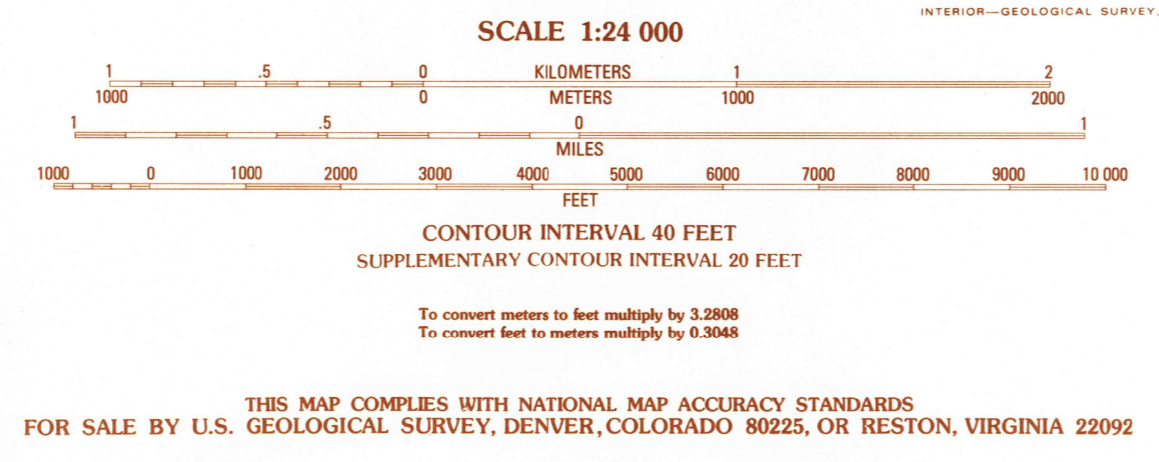 INTERIOR—GEOLOGICAL SURVEY,
SCALE 1:24 000
1 .5 0 KILOMETERS 1 2
1000 0 METERS 1000 2000
1 .5 0 1
MILES
1000 0 1000 2000 3000 4000 5000 6000 7000 8000 9000 10 000
FEET
CONTOUR INTERVAL 40 FEET
SUPPLEMENTARY CONTOUR INTERVAL 20 FEET
To convert meters to feet multiply by 3.2808
To convert feet to meters multiply by 0.3048
THIS MAP COMPLIES WITH NATIONAL MAP ACCURACY STANDARDS
FOR SALE BY U.S. GEOLOGICAL SURVEY, DENVER, COLORADO 80225, OR RESTON, VIRGINIA 22092